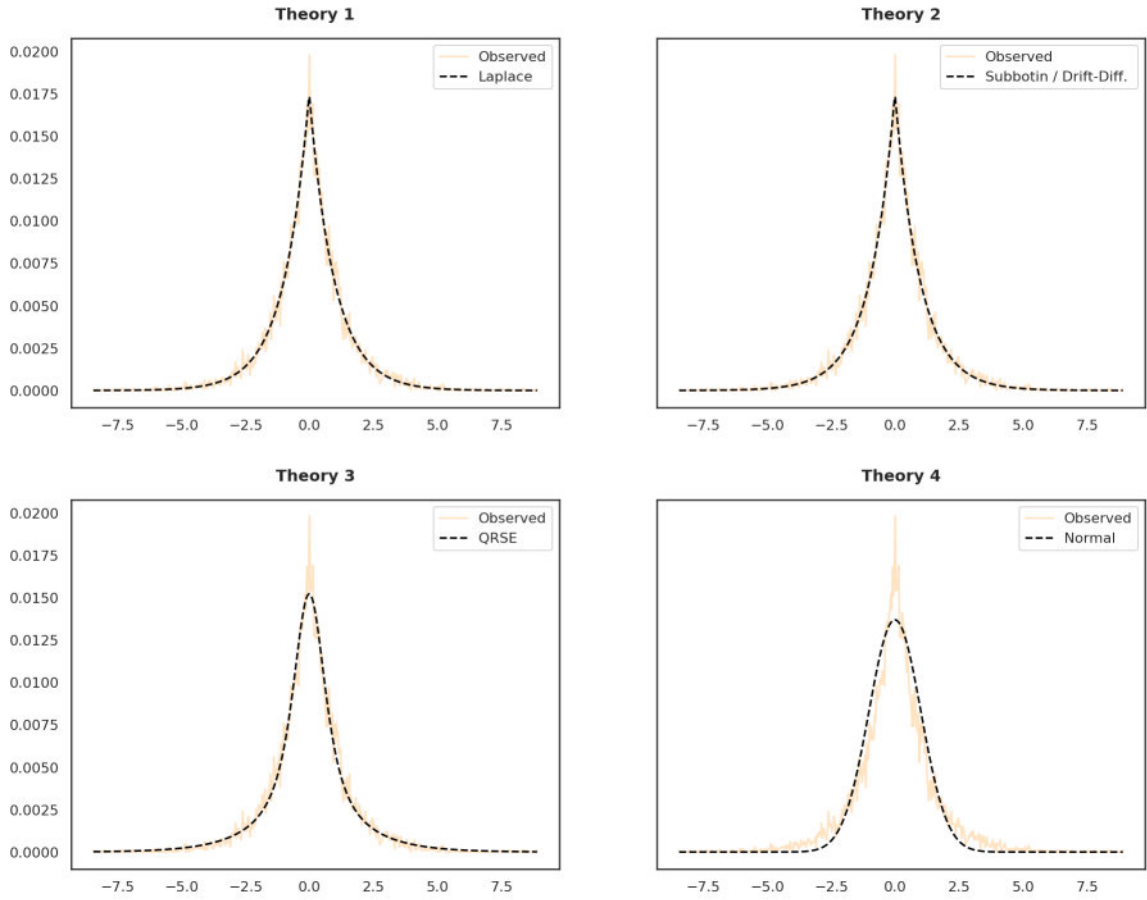 Theory 1
Theory 2
0.0200
0.0175
0.0150
0.0125
0.0100
0.0075
0.0050
0.0025
0.0000
Observed
Laplace
Observed
Subbotin / Drift-Diff.
−7.5 −5.0 −2.5 0.0 2.5 5.0 7.5
−7.5 −5.0 −2.5 0.0 2.5 5.0 7.5
Theory 3
Theory 4
0.0200
0.0175
0.0150
0.0125
0.0100
0.0075
0.0050
0.0025
0.0000
Observed
QRSE
Observed
Normal
−7.5 −5.0 −2.5 0.0 2.5 5.0 7.5
−7.5 −5.0 −2.5 0.0 2.5 5.0 7.5